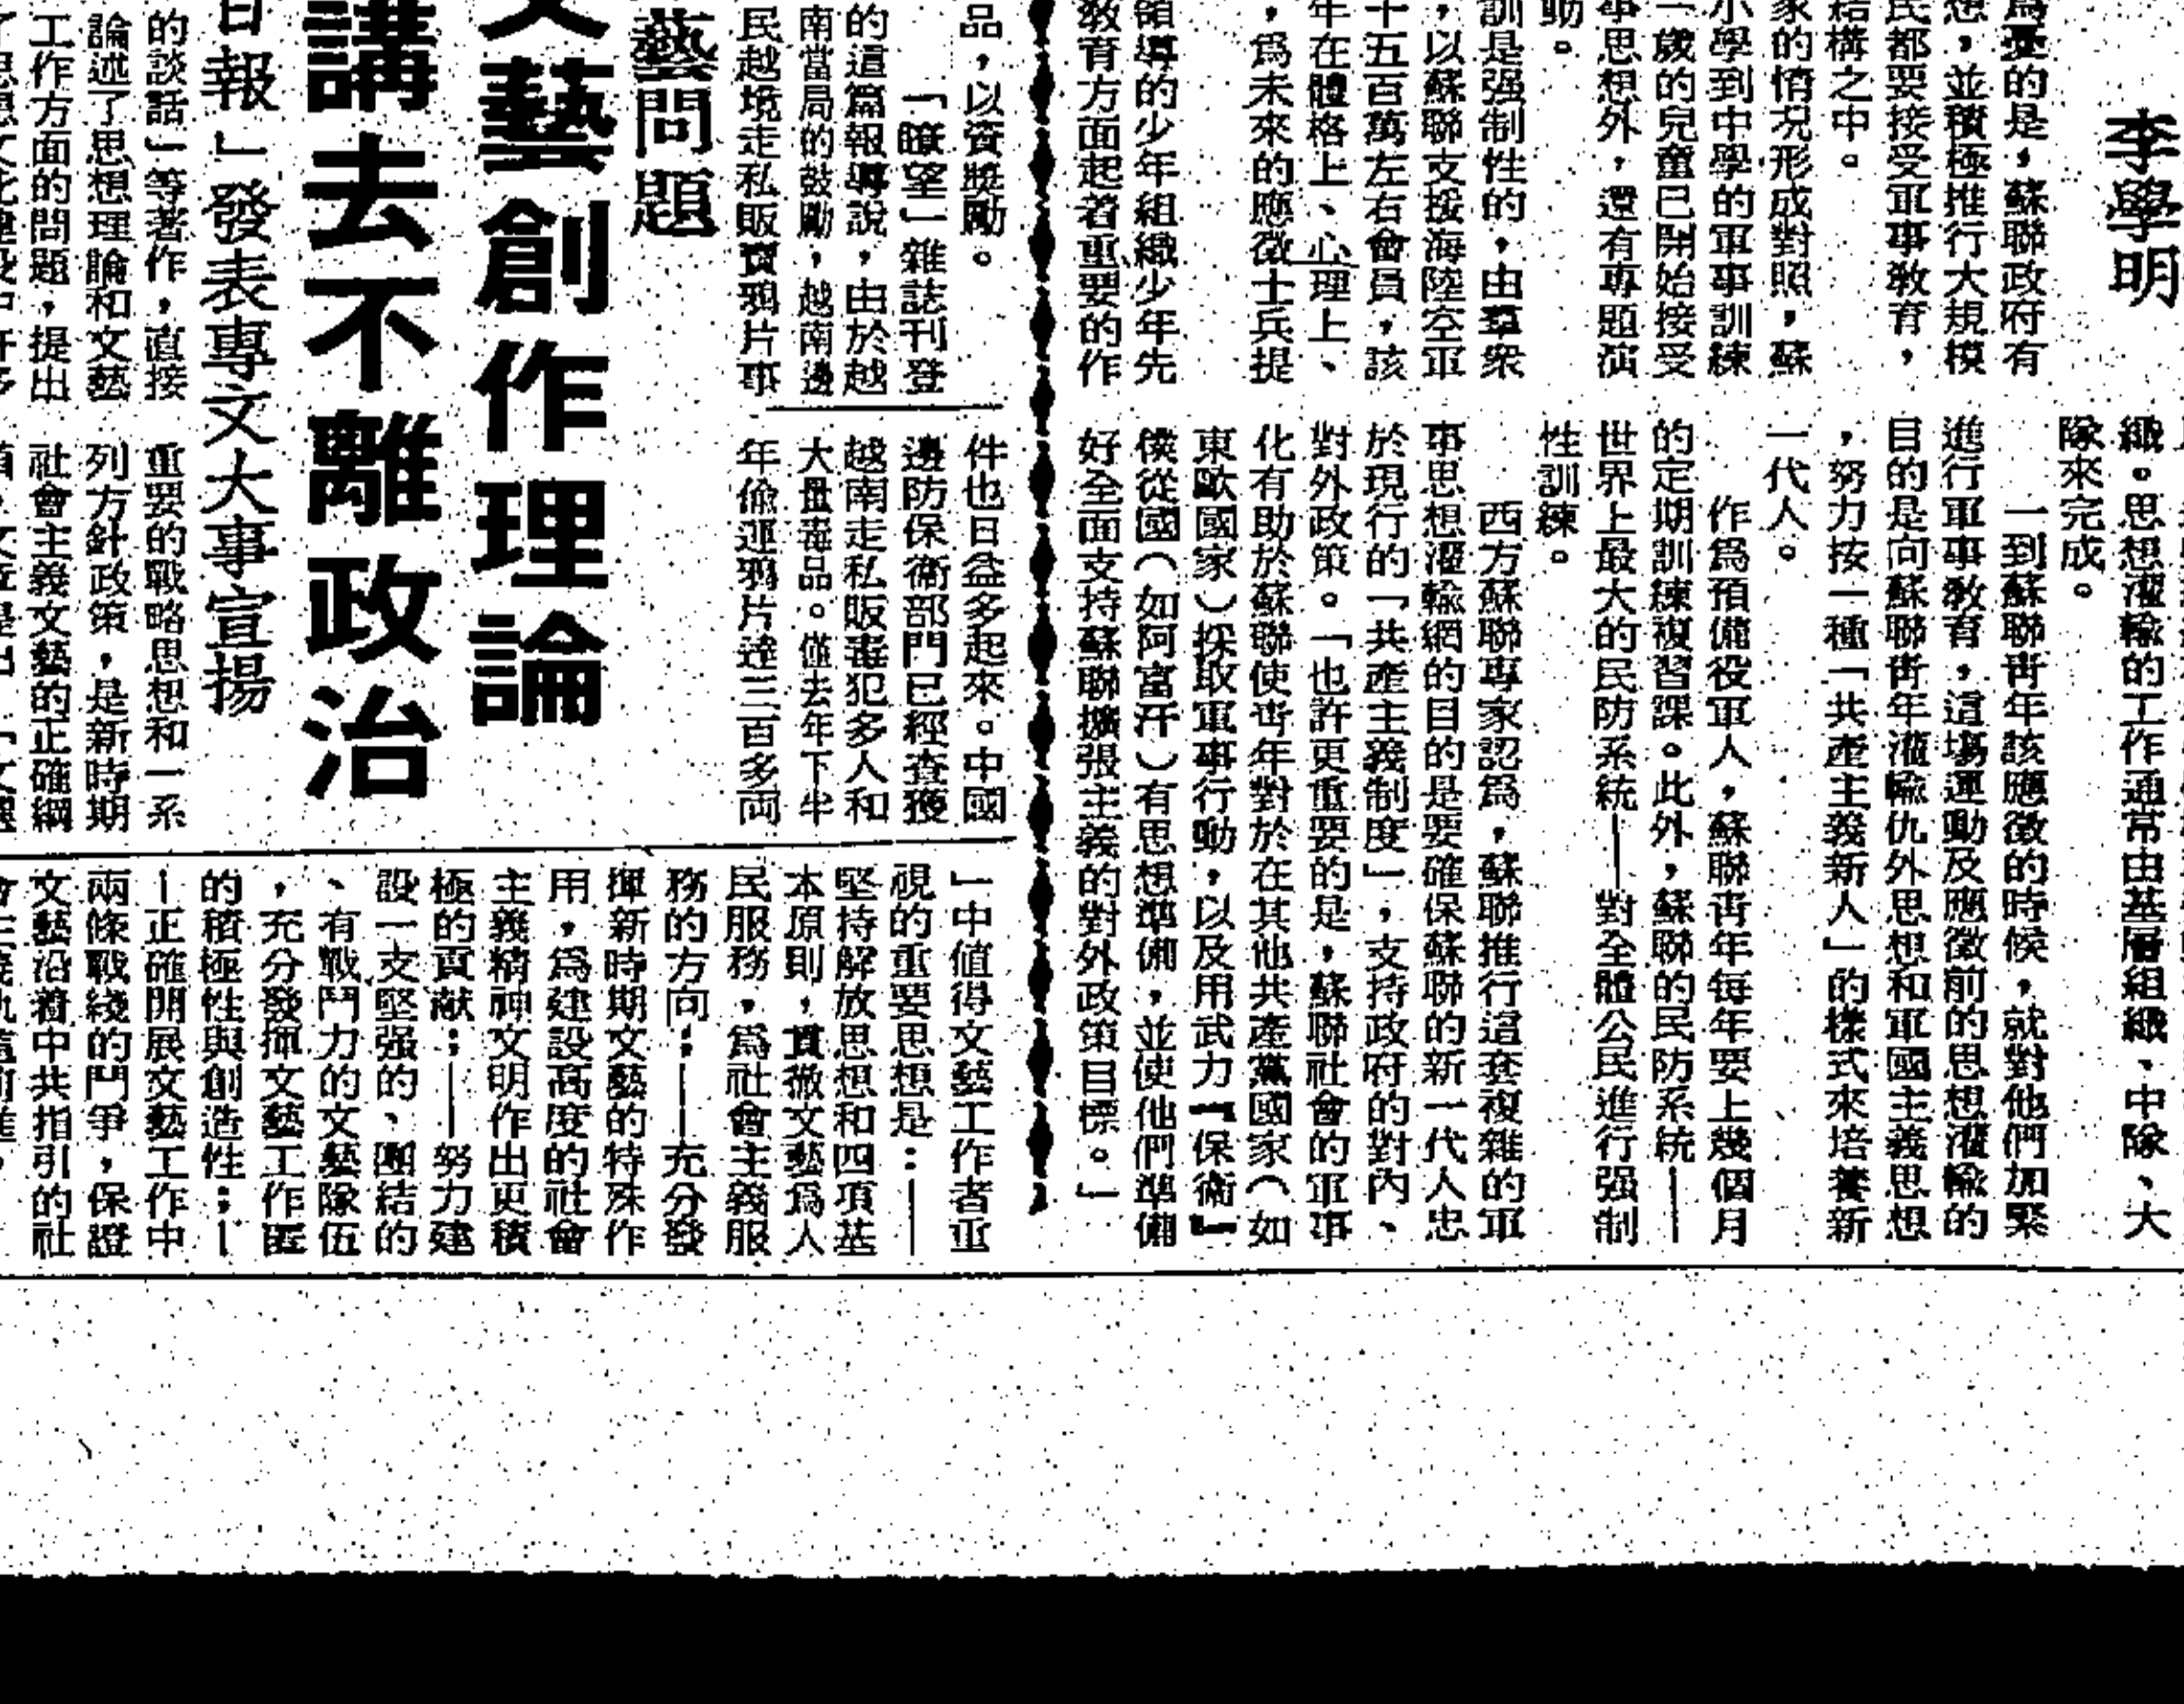 李學明
爲憂的是，蘇聯政府有
想，並積極推行大規模
民都要接受軍事教育，
結構之中。
家的情況形成對照，蘇
小學到中學的軍事訓練
一歲的兒童已開始接受
事思想外，還有專題演
動。
訓是强制性的，由羣衆
，以蘇聯支援海陸空軍
十五百萬左右會員，該
年在體格上、心理上、
，爲未來的應徵士兵提
領導的少年組織少年先
教育方面起着重要的作
織。思想灌輸的工作通常由基層組織、中隊、大
隊來完成。
一到蘇聯青年該應徵的時候，就對他們加緊
進行軍事教育，這場運動及應徵前的思想灌輸的
目的是向蘇聯青年灌輸仇外思想和軍國主義思想
，努力按一種「共產主義新人」的樣式來培養新
一代人。
作爲預備役軍人，蘇聯青年每年要上幾個月
的定期訓練複習課。此外，蘇聯的民防系統——
世界上最大的民防系統——對全體公民進行强制
性訓練。
西方蘇聯專家認爲，蘇聯推行這套複雜的軍
事思想灌輸網的目的是要確保蘇聯的新一代人忠
於現行的「共產主義制度」，支持政府的對內、
對外政策。「也許更重要的是，蘇聯社會的軍事
化有助於蘇聯使青年對於在其他共產黨國家（如
東歐國家）採取軍事行動，以及用武力『保衛』
僕從國（如阿富汗）有思想準備，並使他們準備
好全面支持蘇聯擴張主義的對外政策目標。」
品，以資獎勵。
「瞭望」雜誌刊登
的這篇報導說，由於越
南當局的鼓勵，越南邊
民越境走私販賣鴉片事
件也日益多起來。中國
邊防保衛部門已經查獲
越南走私販毒犯多人和
大量毒品。僅去年下半
年偷運鴉片達三百多両
藝問題
文藝創作理論
講去不離政治
日報」發表專文大事宣揚
的談話」等著作，直接
論述了思想理論和文藝
工作方面的問題，提出
重要的戰略思想和一系
列方針政策，是新時期
社會主義文藝的正確綱
」中值得文藝工作者重
視的重要思想是：——
堅持解放思想和四項基
本原則，貫徹文藝爲人
民服務，爲社會主義服
務的方向；——充分發
揮新時期文藝的特殊作
用，爲建設高度的社會
主義精神文明作出更積
極的貢献；——努力建
設一支堅强的、團結的
、有戰鬥力的文藝隊伍
，充分發揮文藝工作者
的積極性與創造性；—
—正確開展文藝工作中
兩條戰綫的鬥爭，保證
文藝沿着中共指引的社